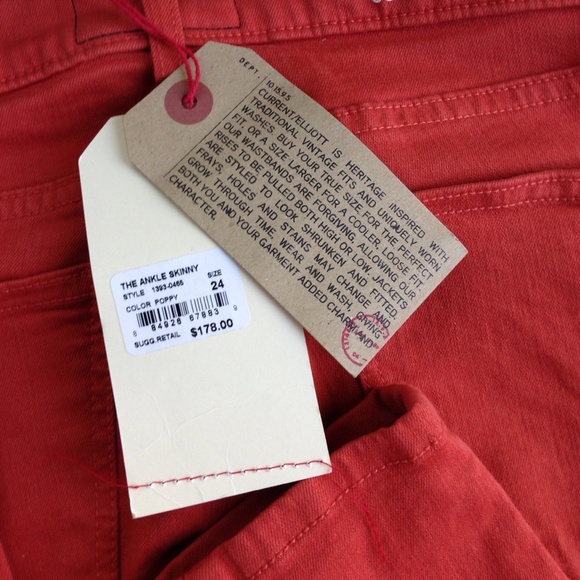 DEPT. 101595
CURRENT/ELLIOTT IS HERITAGE INSPIRED WITH
TRADITIONAL VINTAGE FITS AND UNIQUELY WORN
WASHES. BUY YOUR TRUE SIZE FOR THE PERFECT
FIT, OR A SIZE LARGER FOR A COOLER, LOOSE FIT.
OUR WAISTBANDS ARE FORGIVING, ALLOWING OUR
RISES TO BE PULLED BOTH HIGH OR LOW. JACKETS
ARE STYLED TO LOOK SHRUNKEN AND FITTED.
FRAYS, HOLES AND STAINS MAY CHANGE AND
GROW THROUGH TIME, WEAR AND WASH, GIVING
BOTH YOU AND YOUR GARMENT ADDED CHARM AND
CHARACTER.
THE ANKLE SKINNY SIZE
STYLE 1393-0465 24
COLOR POPPY
8 84926 67883 9
SUGG.RETAIL $178.00